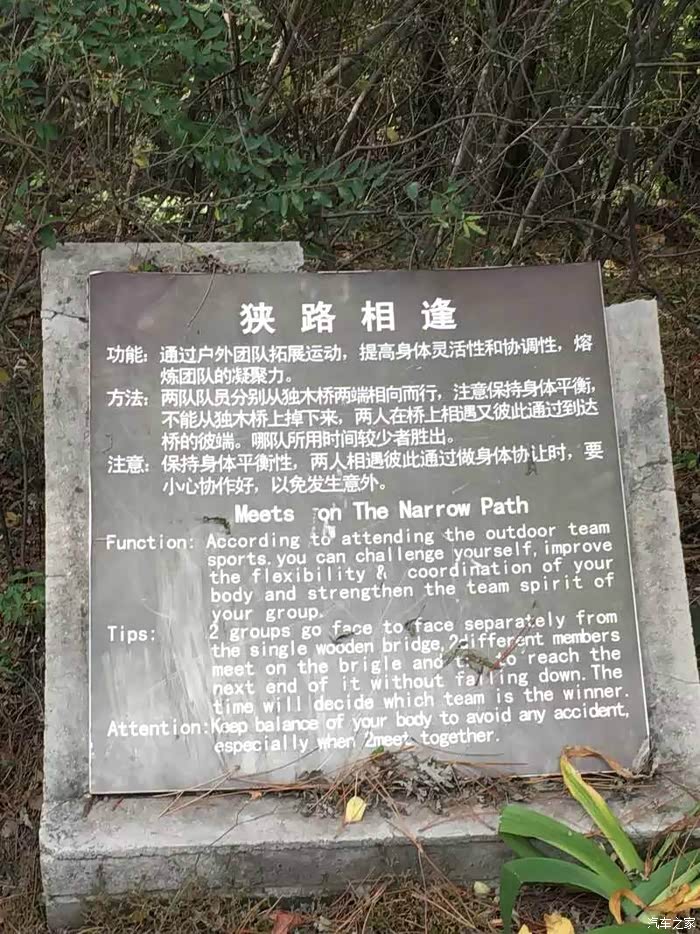 狭路相逢
功能：通过户外团队拓展运动，提高身体灵活性和协调性，熔
炼团队的凝聚力。
方法：两队队员分别从独木桥两端相向而行，注意保持身体平衡，
不能从独木桥上掉下来，两人在桥上相遇又彼此通过到达
桥的彼端。哪队所用时间较少者胜出。
注意：保持身体平衡性，两人相遇彼此通过做身体协让时，要
小心协作好，以免发生意外。
Meets on The Narrow Path
Function: According to attending the outdoor team
sports. you can challenge yourself, improve
the flexibility & coordination of your
body and strengthen the team spirit of
your group.
Tips: 2 groups go face to face separately from
the single wooden bridge, 2different members
meet on the brigle and to reach the
next end of it without falling down. The
time will decide which team is the winner.
Attention: Keep balance of your body to avoid any accident,
especially when 2meet together.
汽车之家